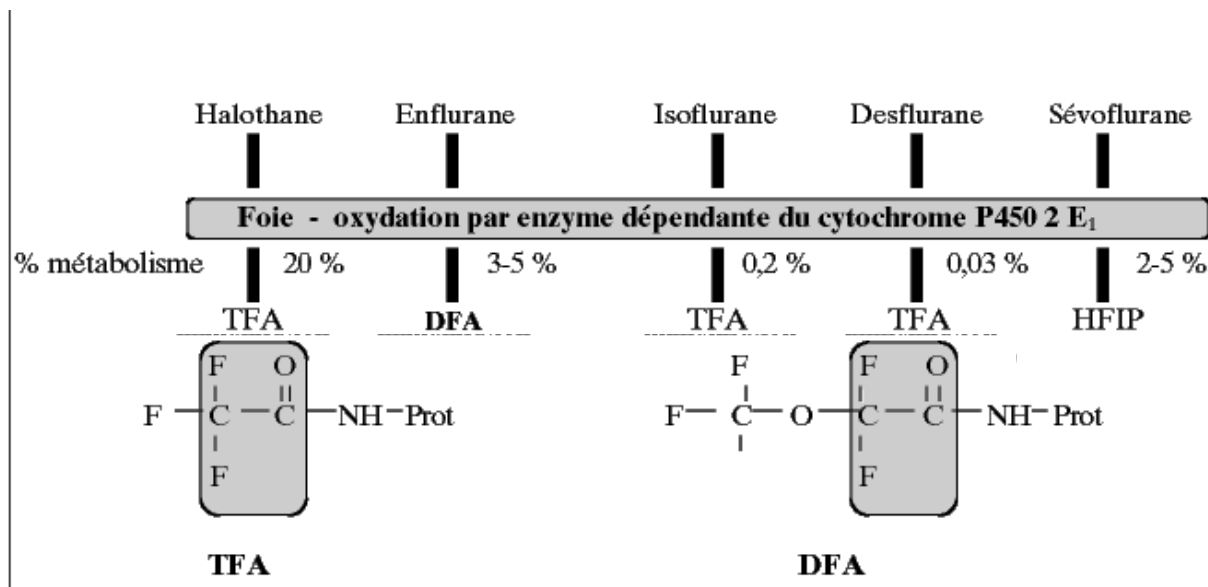 Halothane Enflurane Isoflurane Desflurane Sévoflurane
Foie - oxydation par enzyme dépendante du cytochrome P450 2 E₁
% métabolisme 20 % 3-5 % 0,2 % 0,03 % 2-5 %
TFA DFA TFA TFA HFIP
F O F F O
F C C NH Prot F C O C C NH Prot
F F
TFA DFA